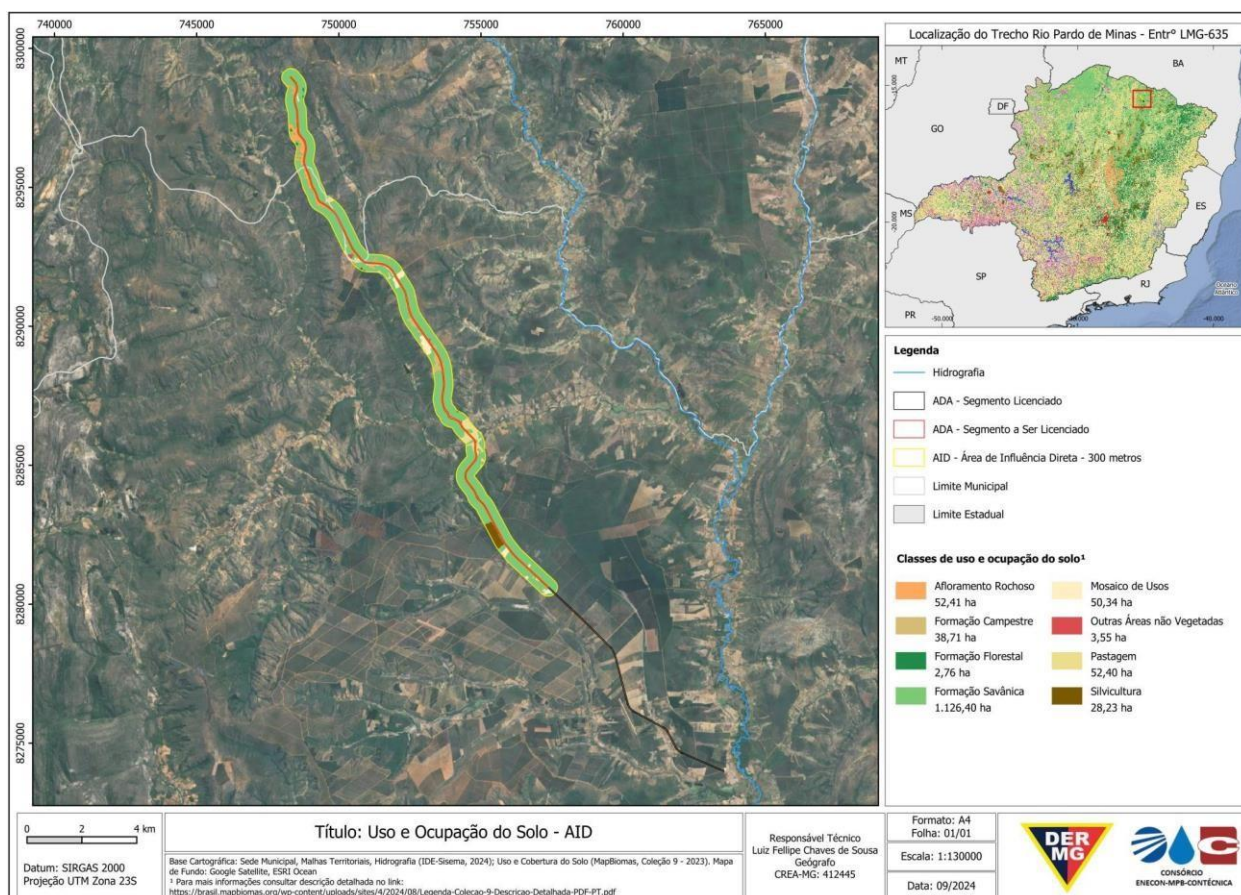 740000 745000 750000 755000 760000 765000
8300000
8295000
8290000
8285000
8280000
8275000
Localização do Trecho Rio Pardo de Minas - Entrº LMG-635
MT
BA
DF
GO
MS
ES
SP
RJ
PR
Oceano
Atlântico
-15.000
-20.000
-50.000
-40.000
Legenda
Hidrografia
ADA - Segmento Licenciado
ADA - Segmento a Ser Licenciado
AID - Área de Influência Direta - 300 metros
Limite Municipal
Limite Estadual
Classes de uso e ocupação do solo¹
Afloramento Rochoso
52,41 ha
Formação Campestre
38,71 ha
Formação Florestal
2,76 ha
Formação Savânica
1.126,40 ha
Mosaico de Usos
50,34 ha
Outras Áreas não Vegetadas
3,55 ha
Pastagem
52,40 ha
Silvicultura
28,23 ha
0 2 4 km
Datum: SIRGAS 2000
Projeção UTM Zona 23S
Título: Uso e Ocupação do Solo - AID
Base Cartográfica: Sede Municipal, Malhas Territoriais, Hidrografia (IDE-Sisema, 2024); Uso e Cobertura do Solo (MapBiomas, Coleção 9 - 2023). Mapa
de Fundo: Google Satellite, ESRI Ocean
¹ Para mais informações consultar descrição detalhada no link:
https://brasil.mapbiomas.org/wp-content/uploads/sites/4/2024/08/Legenda-Colecao-9-Descricao-Detalhada-PDF-PT.pdf
Responsável Técnico
Luiz Fellipe Chaves de Sousa
Geógrafo
CREA-MG: 412445
Formato: A4
Folha: 01/01
Escala: 1:130000
Data: 09/2024
DER
MG
CONSÓRCIO
ENECON-MPB-CONTÉCNICA